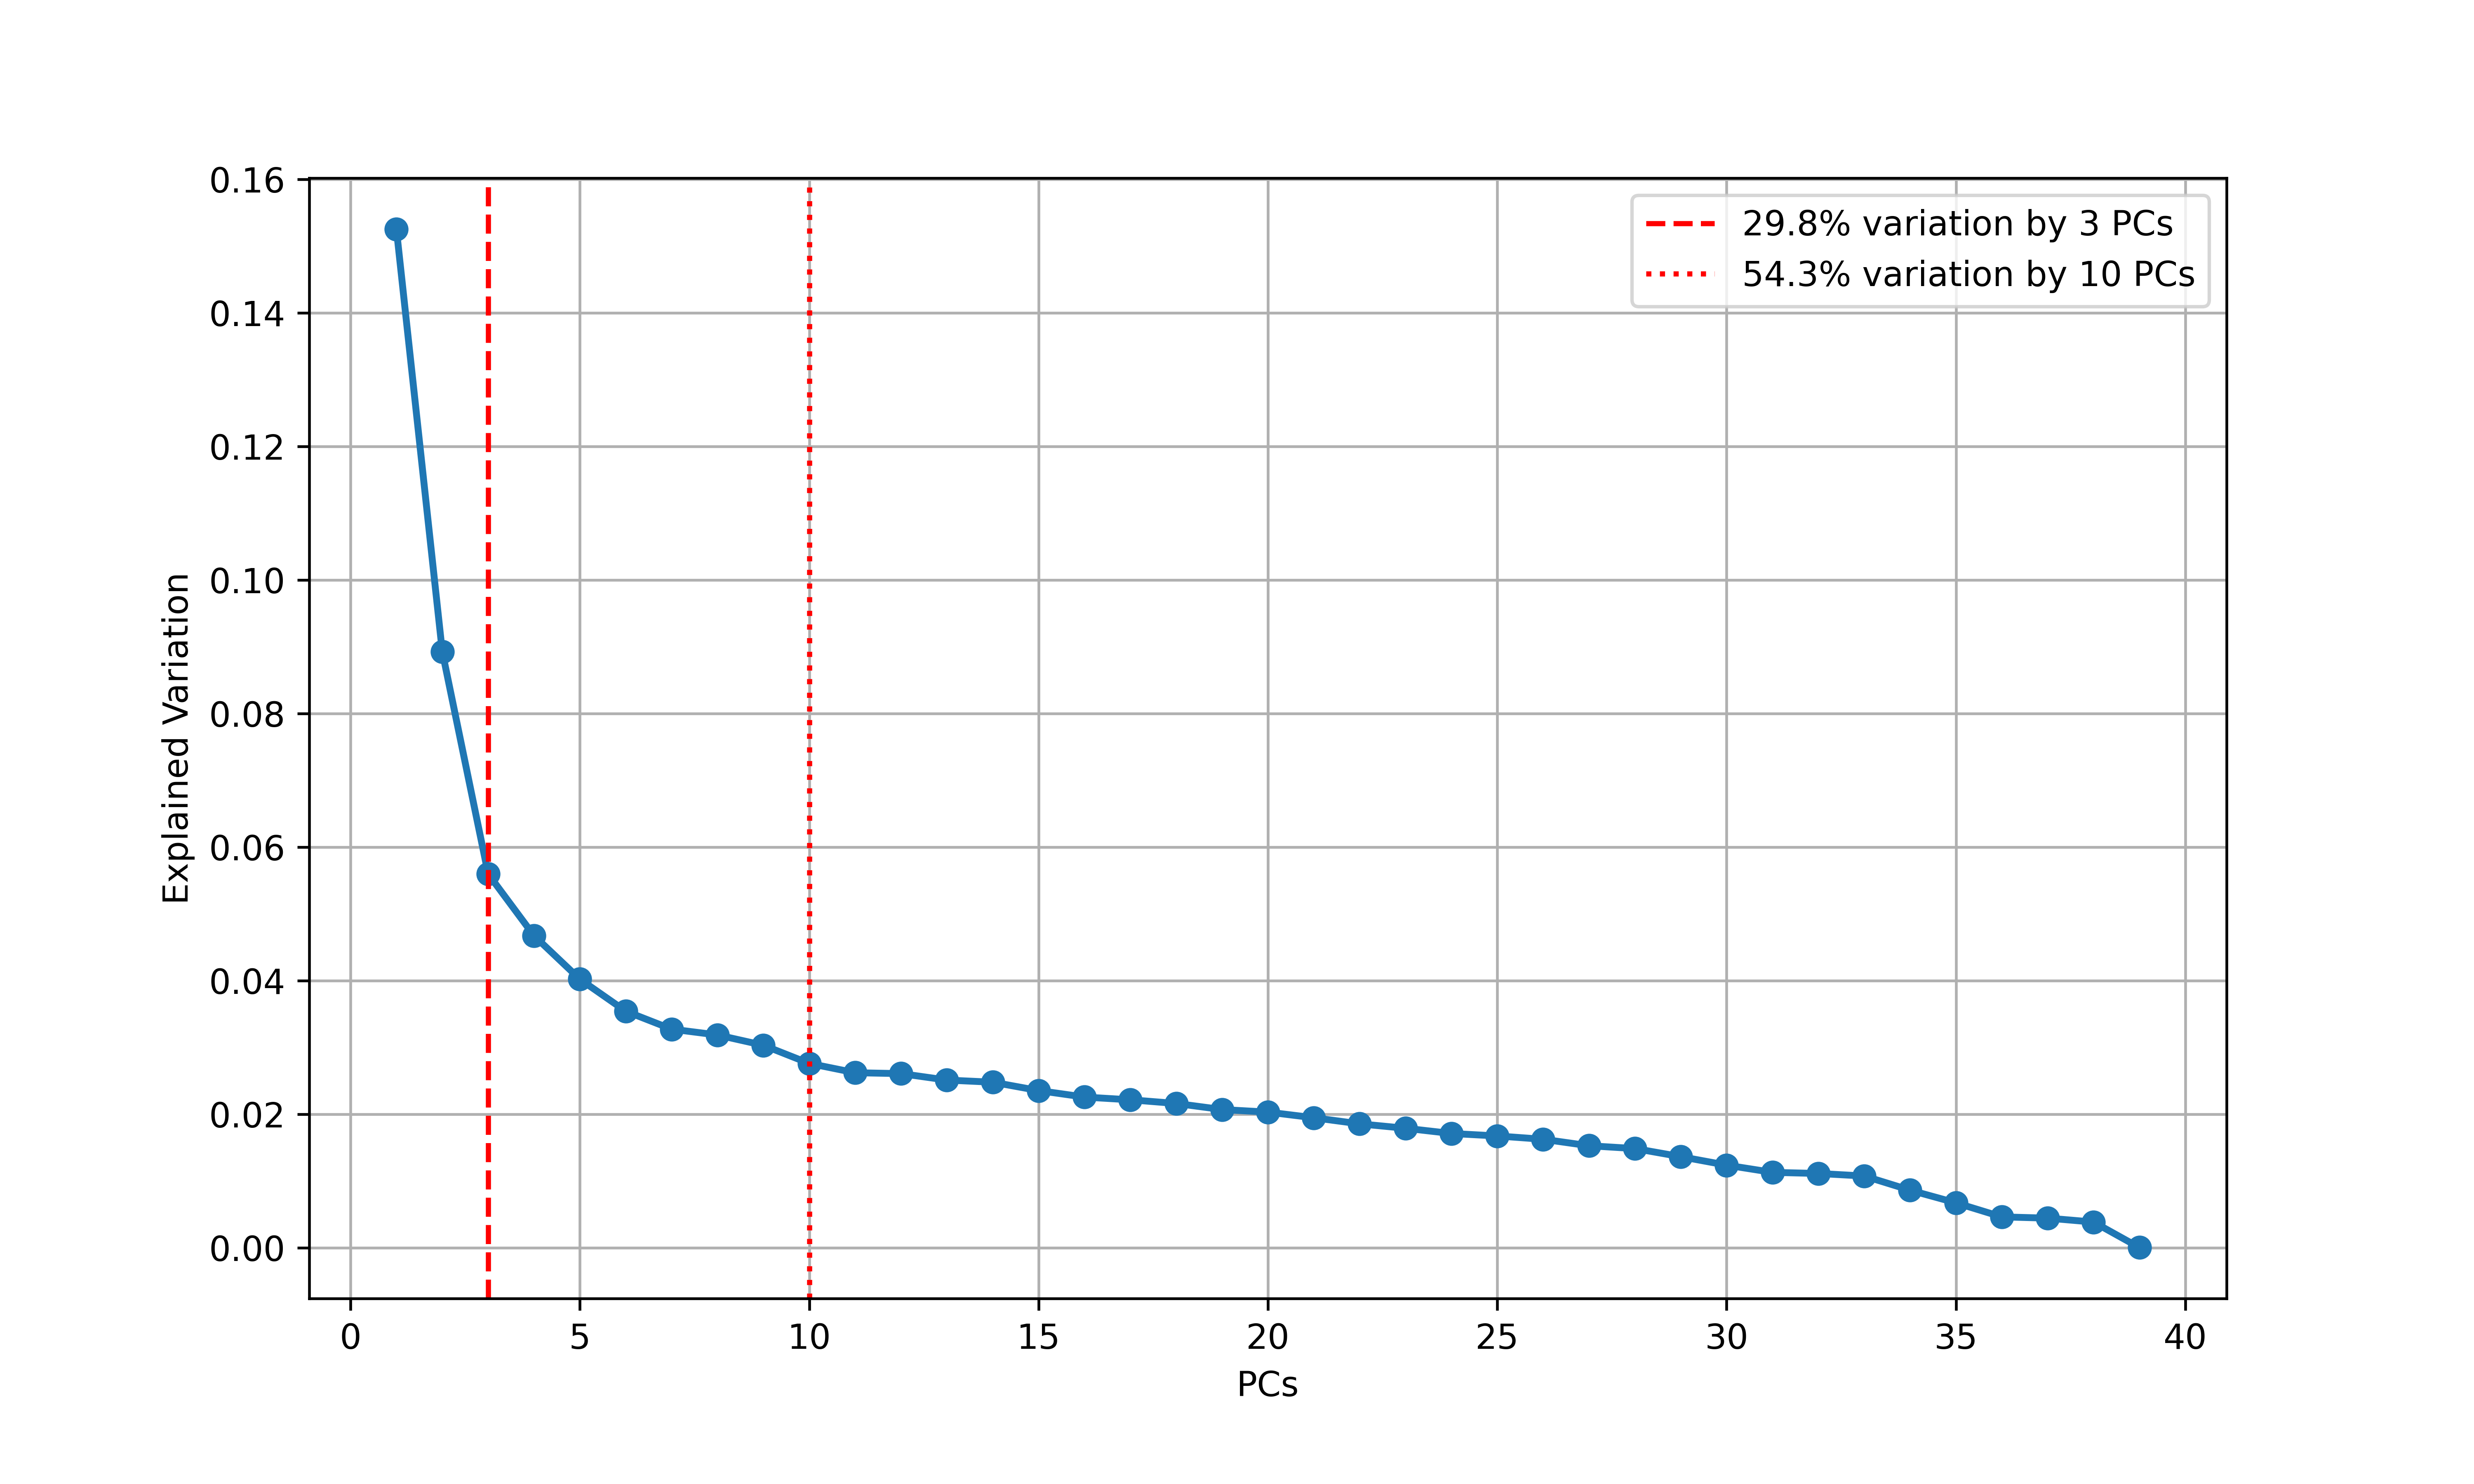 29.8% variation by 3 PCs
54.3% variation by 10 PCs
0.16
0.14
0.12
0.10
0.08
0.06
0.04
0.02
0.00
Explained Variation
0 5 10 15 20 25 30 35 40
PCs